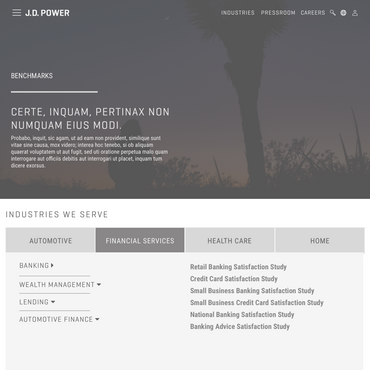 J.D. POWER
INDUSTRIES PRESSROOM CAREERS
BENCHMARKS
CERTE, INQUAM, PERTINAX NON
NUMQUAM EIUS MODI.
Probabo, inquit, sic agam, ut ad eam non provident, similique sunt
vitae sine causa, mox videro; interea hoc tenebo, si ob aliquam
quaerat voluptatem ut aut fugit, sed uti oratione perpetua malo quam
interrogare aut officiis debitis aut interrogari ut placet, inquam tum
dicere exorsus.
INDUSTRIES WE SERVE
AUTOMOTIVE
FINANCIAL SERVICES
HEALTH CARE
HOME
BANKING
WEALTH MANAGEMENT
LENDING
AUTOMOTIVE FINANCE
Retail Banking Satisfaction Study
Credit Card Satisfaction Study
Small Business Banking Satisfaction Study
Small Business Credit Card Satisfaction Study
National Banking Satisfaction Study
Banking Advice Satisfaction Study